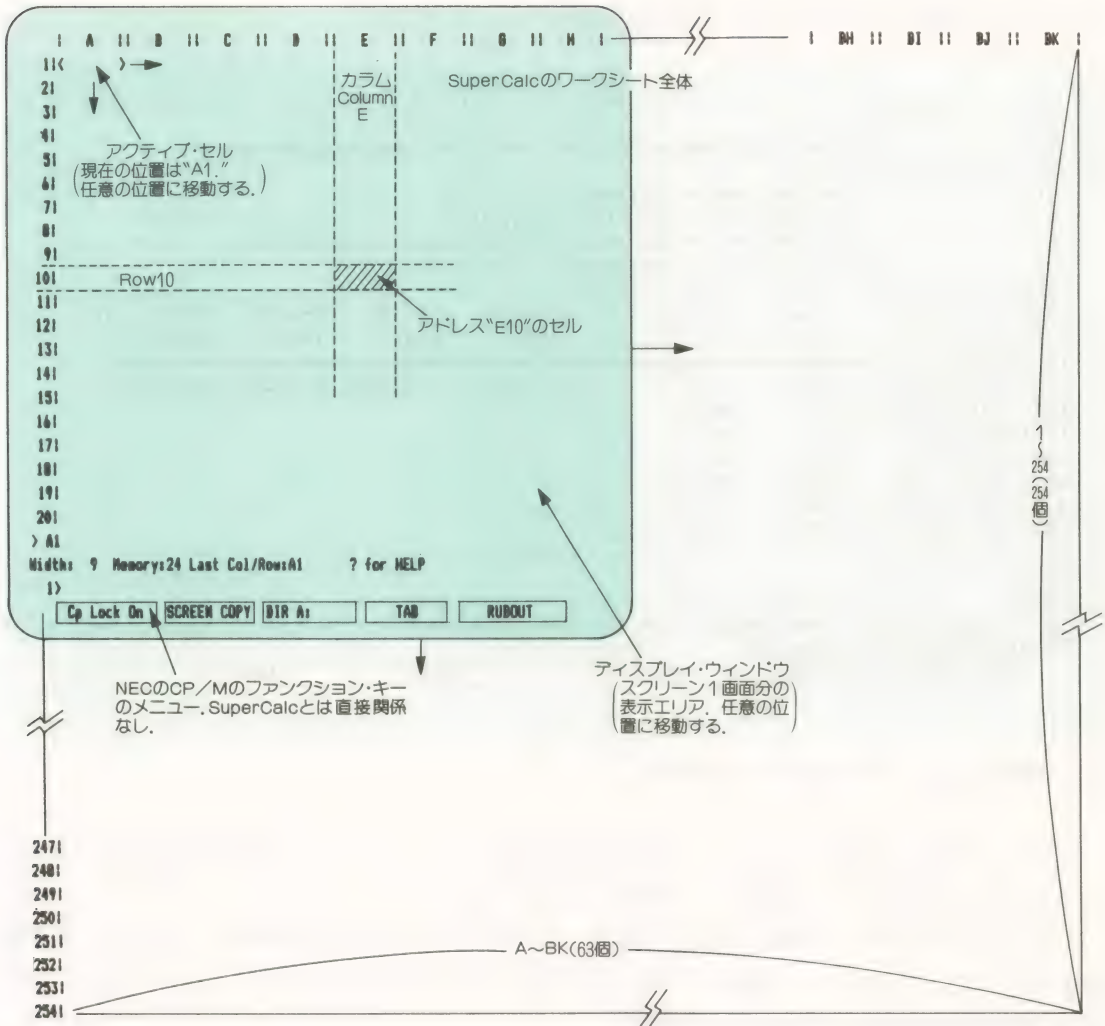 | A || B || C || D || E || F || G || H | | BH || BI || BJ || BK |
1|< >
カラム
Column
E
SuperCalcのワークシート全体
2|
3|
4|
5|
6|
7|
8|
9|
10|
11|
12|
13|
14|
15|
16|
17|
18|
19|
20|
アクティブ・セル
(現在の位置は“A1.”
任意の位置に移動する.)
Row10
アドレス“E10”のセル
1~254(254個)
> A1
Width: 9 Memory:24 Last Col/Row:A1 ? for HELP
1>
Cp Lock On SCREEN COPY DIR A: TAB RUBOUT
NECのCP/Mのファンクション・キー
のメニュー.SuperCalcとは直接関係
なし.
ディスプレイ・ウィンドウ
(スクリーン1画面分の
表示エリア.任意の位
置に移動する.)
247|
248|
249|
250|
251|
252|
253|
254|
A~BK(63個)